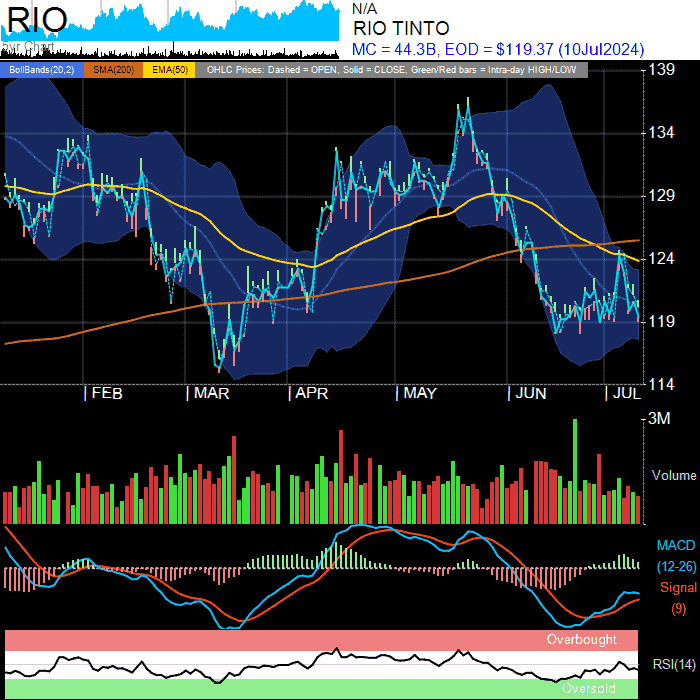 RIO
5yr Chart
N/A
RIO TINTO
MC = 44.3B, EOD = $119.37 (10Jul2024)
BollBands(20,2) SMA(200) EMA(50) OHLC Prices: Dashed = OPEN, Solid = CLOSE, Green/Red bars = Intra-day HIGH/LOW
139
134
129
124
119
114
| FEB | MAR | APR | MAY | JUN | JUL
3M
Volume
MACD
(12-26)
Signal
(9)
Overbought
RSI(14)
Oversold